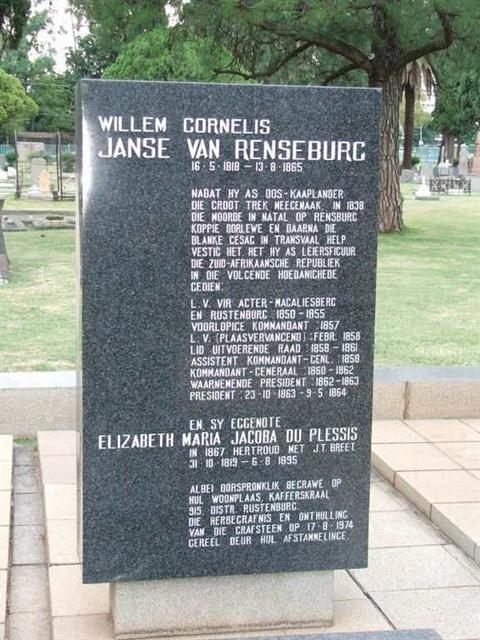 WILLEM CORNELIS
JANSE VAN RENSEBURG
16·5·1818 – 13·8·1865
NADAT HY AS OOS-KAAPLANDER
DIE GROOT TREK MEEGEMAAK, IN 1838
DIE MOORDE IN NATAL OP RENSBURG
KOPPIE OORLEWE EN DAARNA DIE
BLANKE GESAG IN TRANSVAAL HELP
VESTIG HET HET HY AS LEIERSFIGUUR
DIE ZUID-AFRIKAANSCHE REPUBLIEK
IN DIE VOLGENDE HOEDANIGHEDE
GEDIEN:
L.V. VIR AGTER-MAGALIESBERG
EN RUSTENBURG :1850-1855
VOORLOPIGE KOMMANDANT :1857
L.V. (PLAASVERVANGEND) :FEBR. 1858
LID UITVOERENDE RAAD :1858-1861
ASSISTENT KOMMANDANT-GENL. :1858
KOMMANDANT-GENERAAL :1860-1862
WAARNEMENDE PRESIDENT :1862-1863
PRESIDENT :23·10·1863-9·5·1864
EN SY EGGENOTE
ELIZABETH MARIA JACOBA DU PLESSIS
IN 1867 HERTROUD MET J.T. BREET
31·10·1819 – 6·8·1895
ALBEI OORSPRONKLIK BEGRAWE OP
HUL WOONPLAAS, KAFFERSKRAAL
915, DISTR. RUSTENBURG.
DIE HERBEGRAFNIS EN ONTHULLING
VAN DIE GRAFSTEEN OP 17·8·1974
GEREEL DEUR HUL AFSTAMMELINGE.